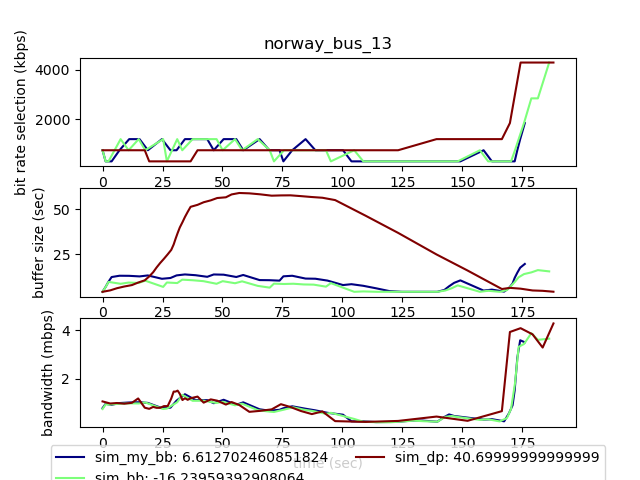 norway_bus_13
bit rate selection (kbps)
4000
2000
0 25 50 75 100 125 150 175
buffer size (sec)
50
25
0 25 50 75 100 125 150 175
bandwidth (mbps)
4
2
0 25 50 75 100 125 150 175
time (sec)
sim_my_bb: 6.612702460851824
sim_dp: 40.69999999999999
sim_bb: -16.23959392908064